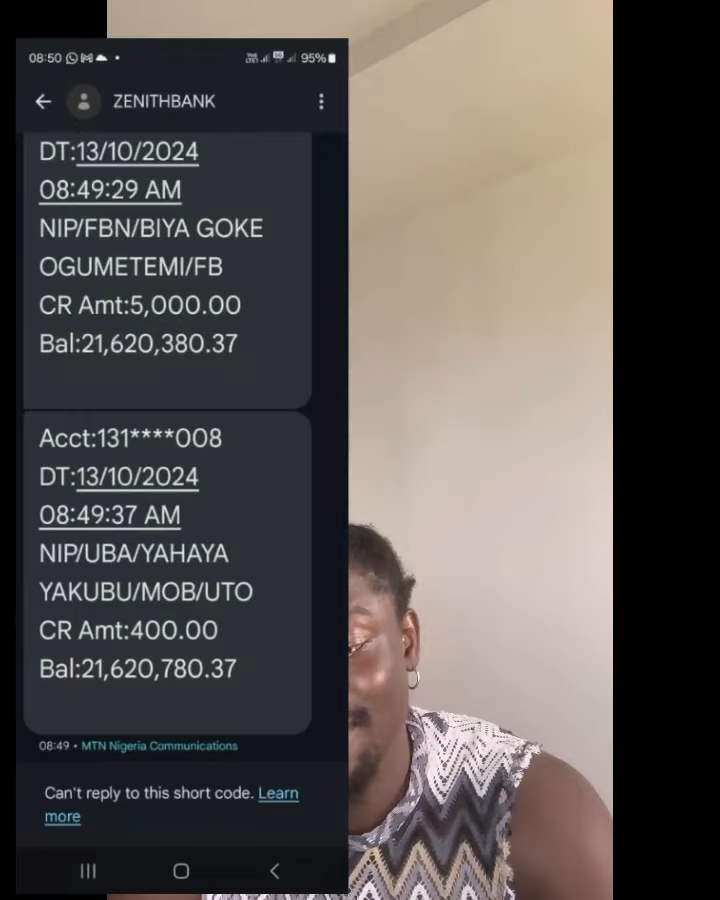 08:50
95%
ZENITHBANK
DT:13/10/2024
08:49:29 AM
NIP/FBN/BIYA GOKE
OGUMETEMI/FB
CR Amt:5,000.00
Bal:21,620,380.37
Acct:131****008
DT:13/10/2024
08:49:37 AM
NIP/UBA/YAHAYA
YAKUBU/MOB/UTO
CR Amt:400.00
Bal:21,620,780.37
08:49 • MTN Nigeria Communications
Can't reply to this short code. Learn
more